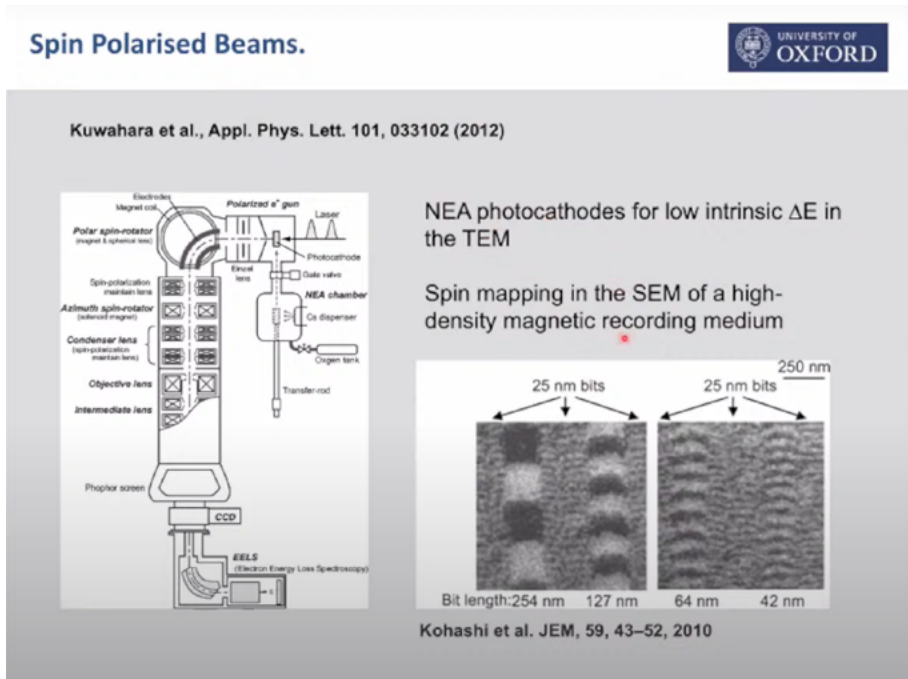 Spin Polarised Beams.
UNIVERSITY OF
OXFORD
Kuwahara et al., Appl. Phys. Lett. 101, 033102 (2012)
Electrodes
Magnet coil
Polarized e⁻ gun
Laser
Polar spin-rotator
(magnet & spherical lens)
Photocathode
Einzel
lens
Gate valve
Spin-polarization
maintain lens
NEA chamber
Azimuth spin-rotator
(solenoid magnet)
Cs dispenser
Condenser lens
(spin-polarization
maintain lens)
Oxgen tank
Objective lens
Transfer-rod
Intermediate lens
Phophor screen
CCD
EELS
(Electron Energy Loss Spectroscopy)
NEA photocathodes for low intrinsic ΔE in
the TEM
Spin mapping in the SEM of a high-
density magnetic recording medium
250 nm
25 nm bits 25 nm bits
Bit length:254 nm 127 nm 64 nm 42 nm
Kohashi et al. JEM, 59, 43–52, 2010